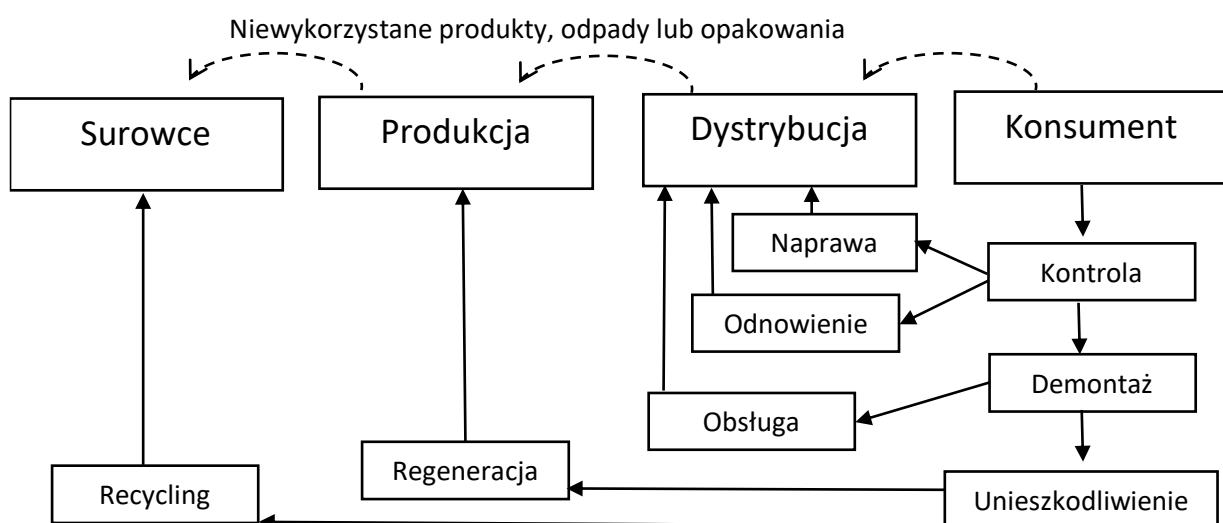 Niewykorzystane produkty, odpady lub opakowania
Surowce
Produkcja
Dystrybucja
Konsument
Naprawa
Kontrola
Odnowienie
Demontaż
Obsługa
Regeneracja
Recycling
Unieszkodliwienie